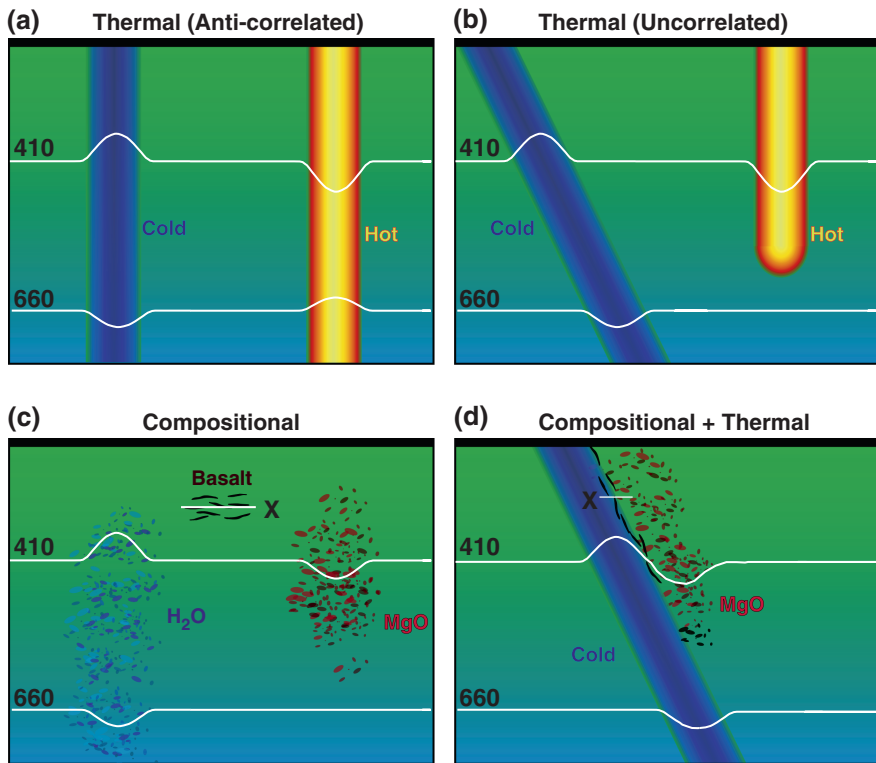 (a) Thermal (Anti-correlated)
410
Cold
Hot
660
(b) Thermal (Uncorrelated)
410
Cold
Hot
660
(c) Compositional
Basalt
X
410
H₂O
MgO
660
(d) Compositional + Thermal
X
410
MgO
Cold
660